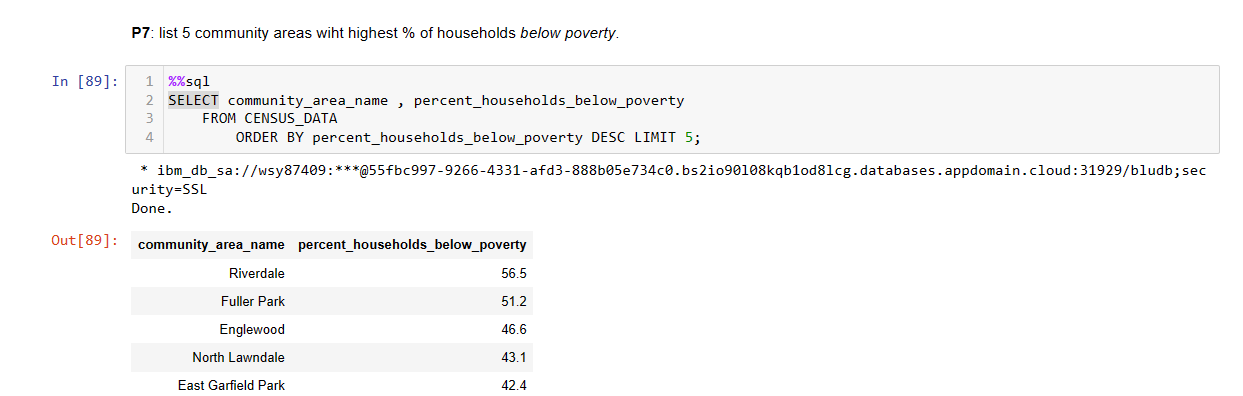 P7: list 5 community areas wiht highest % of households below poverty.
In [89]:
1 %%sql
2 SELECT community_area_name , percent_households_below_poverty
3     FROM CENSUS_DATA
4         ORDER BY percent_households_below_poverty DESC LIMIT 5;
* ibm_db_sa://wsy87409:***@55fbc997-9266-4331-afd3-888b05e734c0.bs2io90l08kqb1od8lcg.databases.appdomain.cloud:31929/bludb;sec
urity=SSL
Done.
Out[89]:
community_area_name percent_households_below_poverty
Riverdale 56.5
Fuller Park 51.2
Englewood 46.6
North Lawndale 43.1
East Garfield Park 42.4